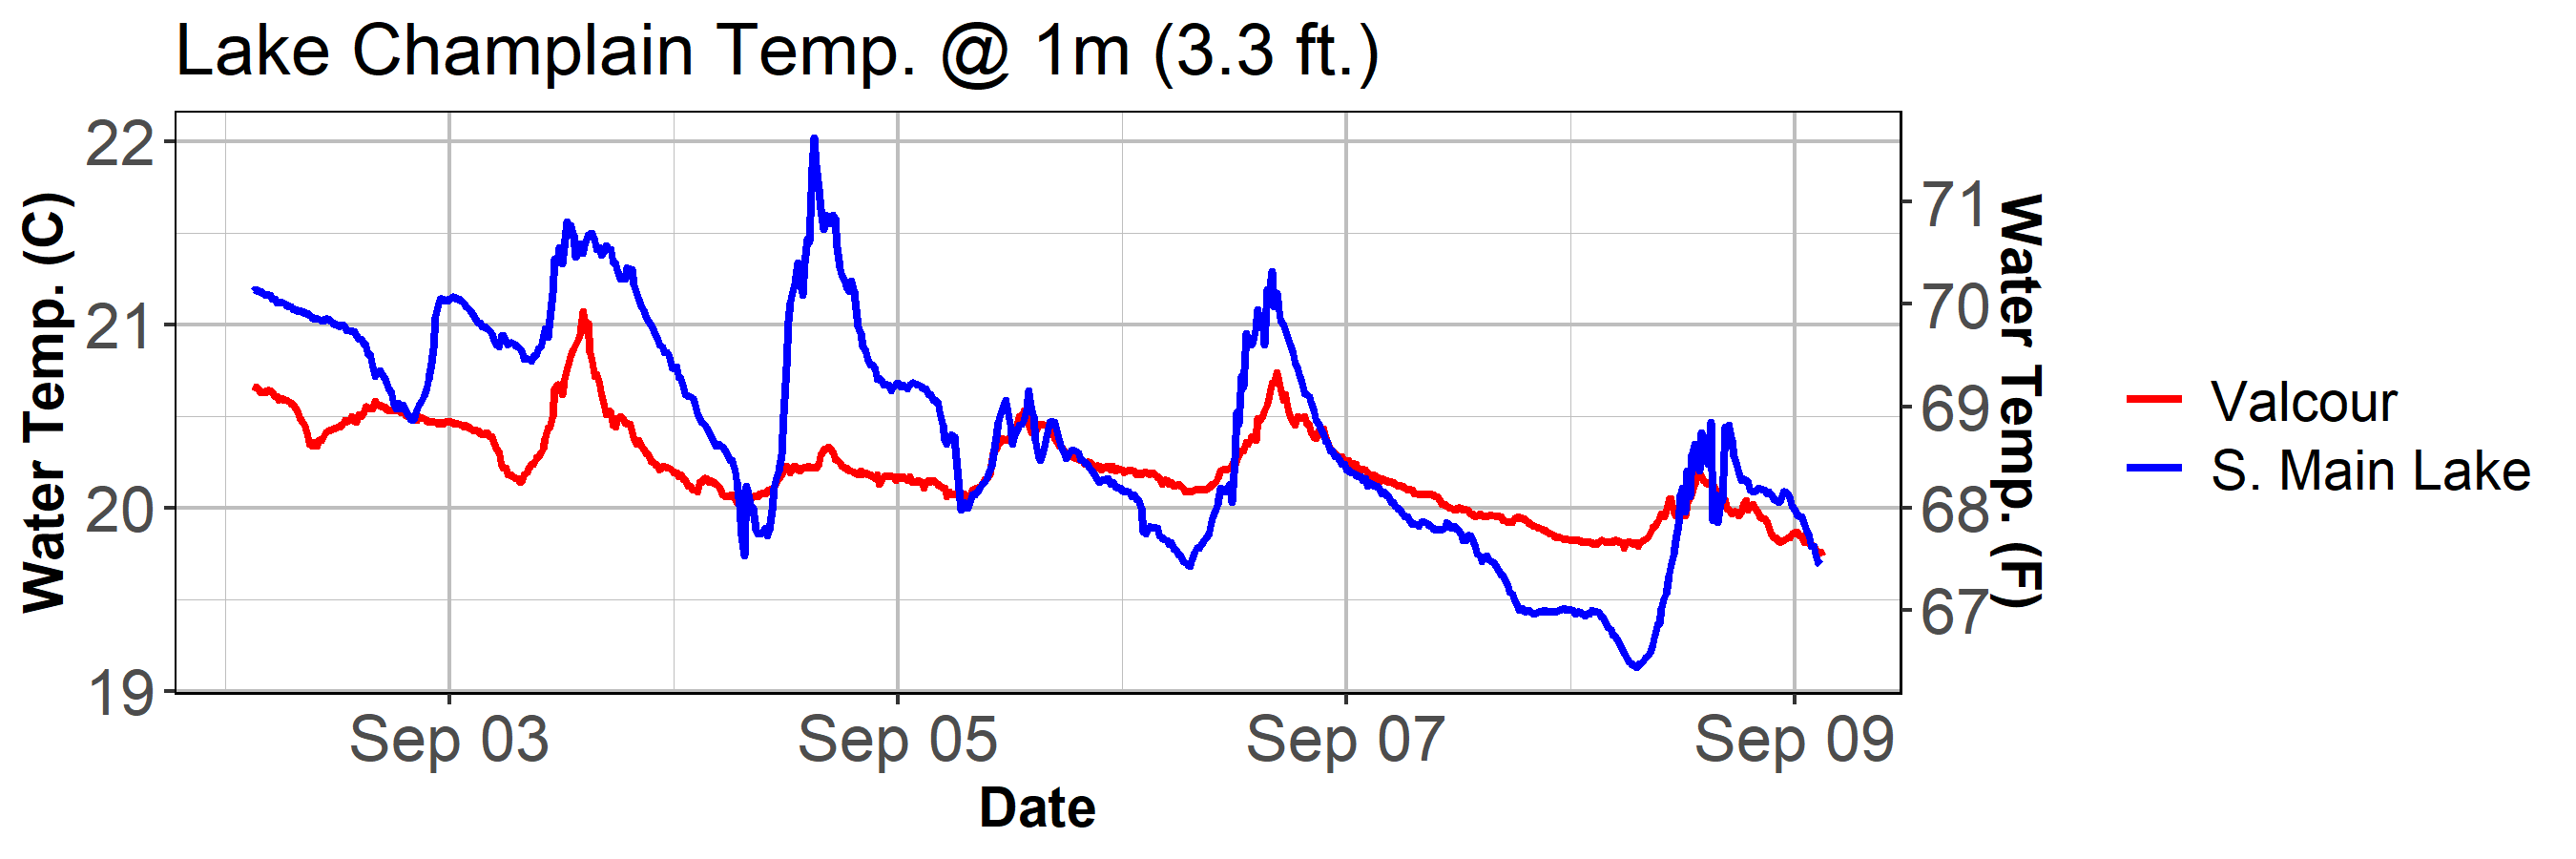 Lake Champlain Temp. @ 1m (3.3 ft.)
Water Temp. (C)
22
21
20
19
71
70
69
68
67
Water Temp. (F)
Sep 03
Sep 05
Sep 07
Sep 09
Date
Valcour
S. Main Lake